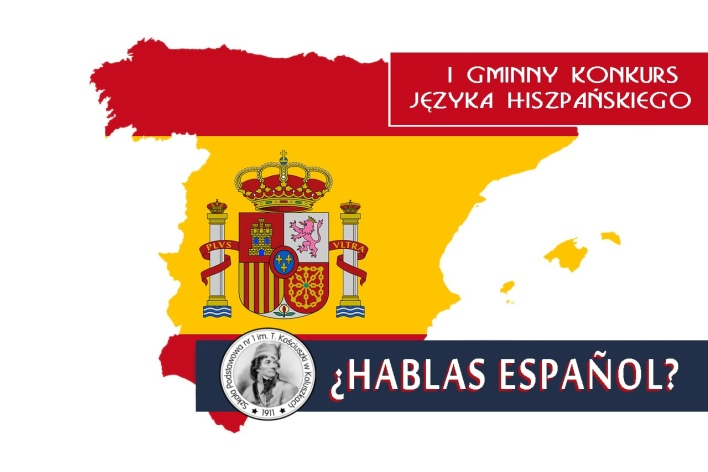 I GMINNY KONKURS
JĘZYKA HISZPAŃSKIEGO
PLVS VLTRA
Szkoła Podstawowa nr 1 im. T. Kościuszki w Koluszkach
1911
¿HABLAS ESPAÑOL?